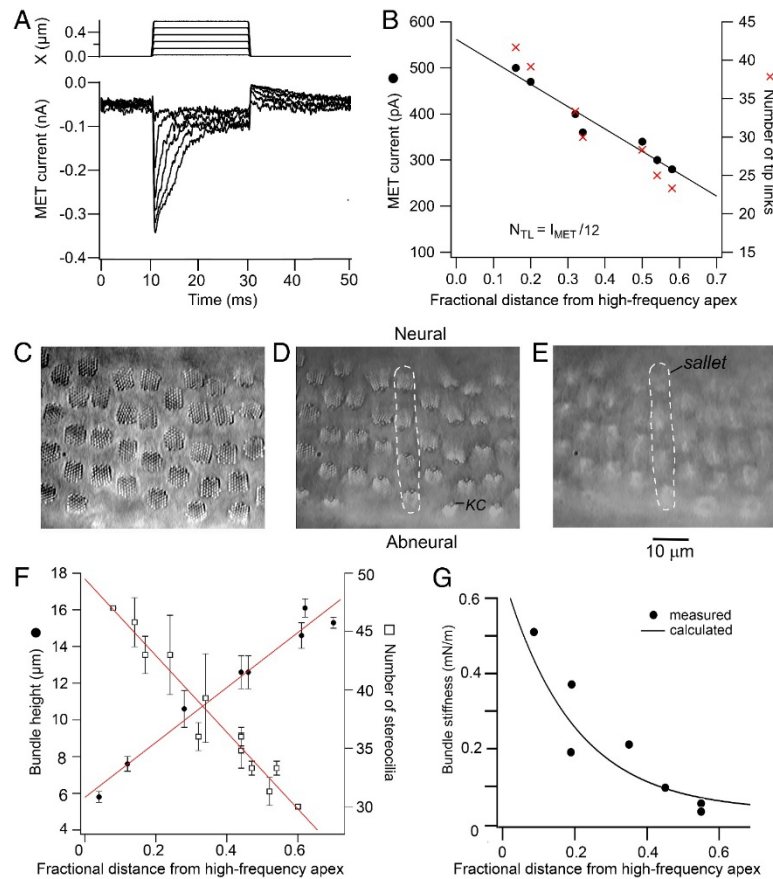 A
X (µm)
0.5
0.0
MET current (nA)
0.0
-0.1
-0.2
-0.3
-0.4
0 10 20 30 40 50
Time (ms)
B
MET current (pA)
600
500
400
300
200
100
45
40
35
30
25
20
15
Number of tip links
N_TL = I_MET /12
0.0 0.1 0.2 0.3 0.4 0.5 0.6 0.7
Fractional distance from high-frequency apex
Neural
C
D
KC
E
sallet
Abneural
10 µm
F
Bundle height (µm)
18
16
14
12
10
8
6
4
50
45
40
35
30
Number of stereocilia
0 0.2 0.4 0.6
Fractional distance from high-frequency apex
G
Bundle stiffness (mN/m)
0.6
0.4
0.2
0
measured
calculated
0 0.2 0.4 0.6
Fractional distance from high-frequency apex